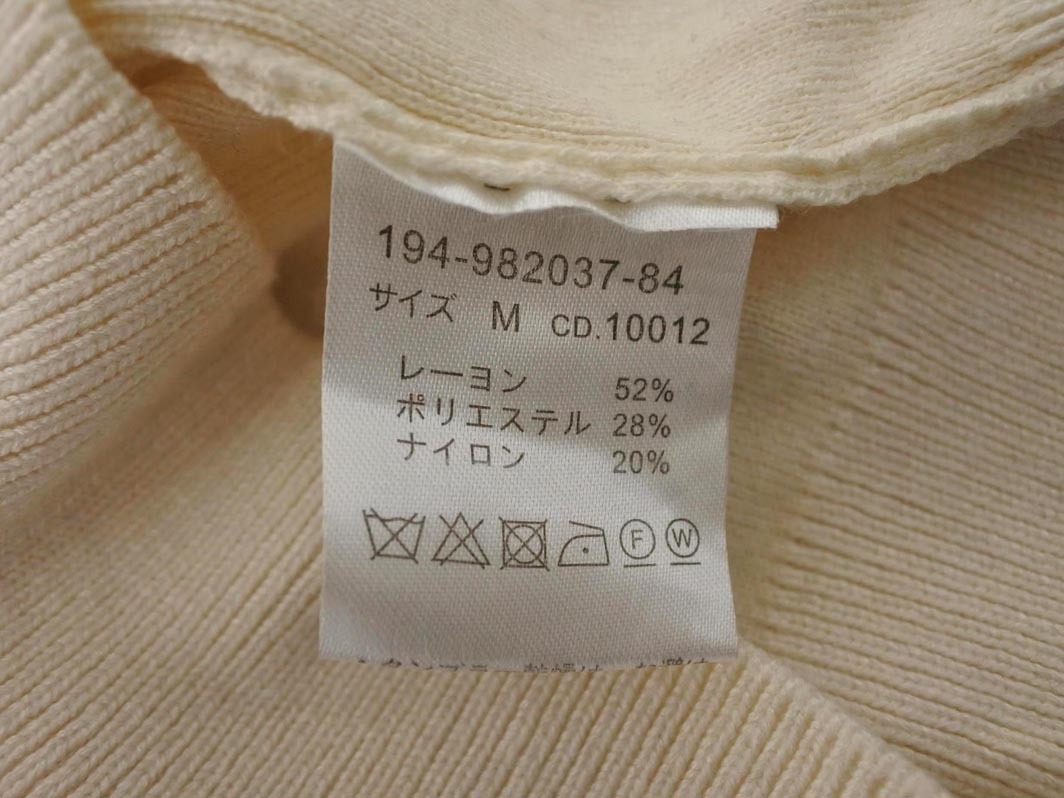 194-982037-84
サイズ M CD.10012
レーヨン 52%
ポリエステル 28%
ナイロン 20%
F W